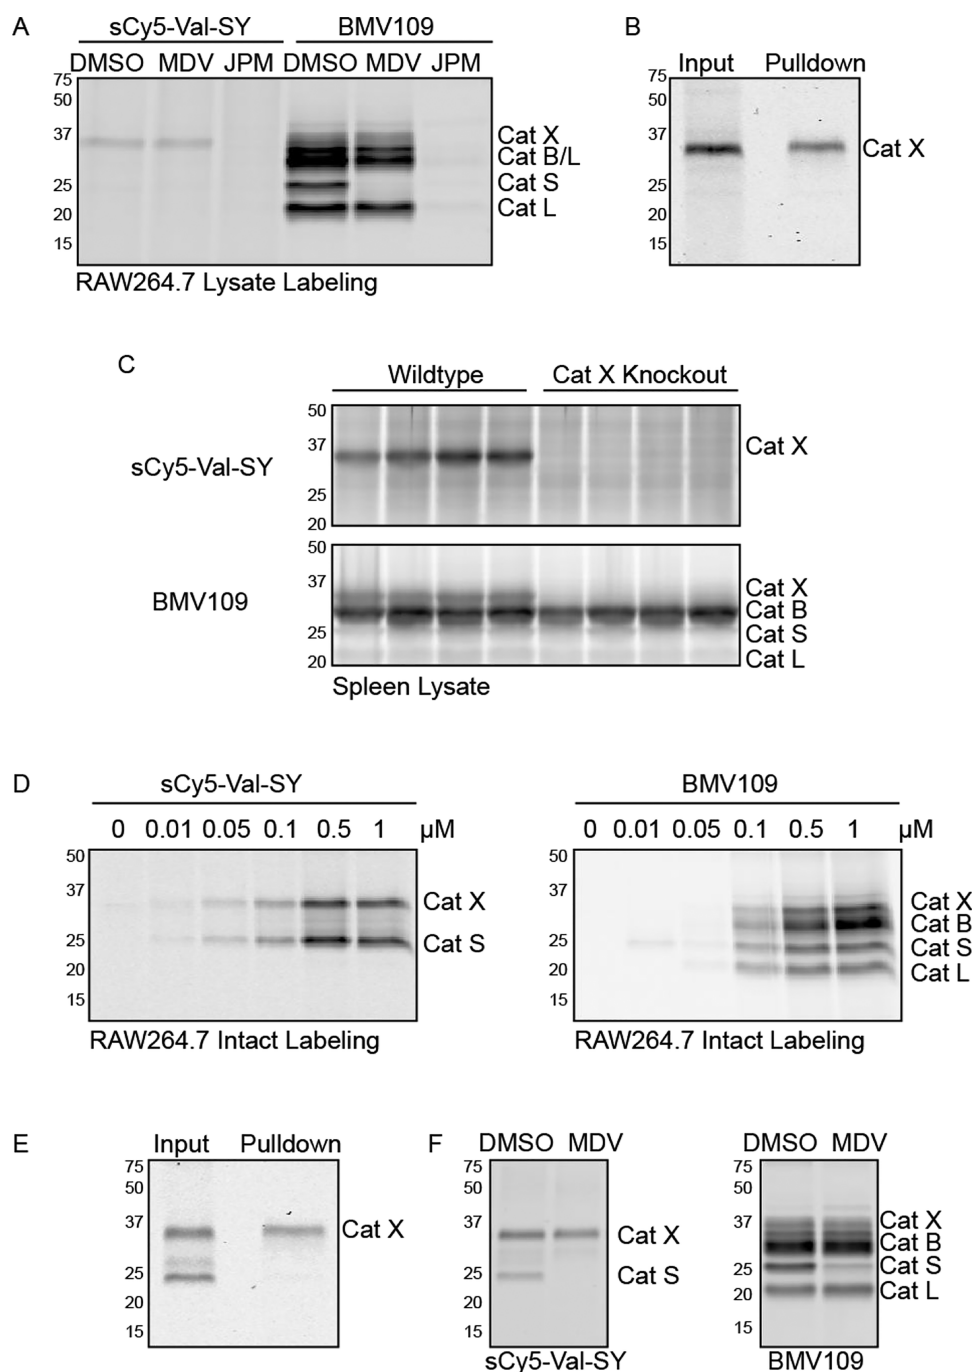 A
sCy5-Val-SY BMV109
DMSO MDV JPM DMSO MDV JPM
75
50
37
25
20
15
Cat X
Cat B/L
Cat S
Cat L
RAW264.7 Lysate Labeling
B
Input Pulldown
75
50
37
25
20
15
Cat X
C
Wildtype Cat X Knockout
sCy5-Val-SY
50
37
25
20
Cat X
BMV109
50
37
25
20
Cat X
Cat B
Cat S
Cat L
Spleen Lysate
D
sCy5-Val-SY
0 0.01 0.05 0.1 0.5 1 µM
50
37
25
20
15
Cat X
Cat S
RAW264.7 Intact Labeling
BMV109
0 0.01 0.05 0.1 0.5 1 µM
50
37
25
20
15
Cat X
Cat B
Cat S
Cat L
RAW264.7 Intact Labeling
E
Input Pulldown
75
50
37
25
20
15
Cat X
F
DMSO MDV
75
50
37
25
20
15
Cat X
Cat S
sCy5-Val-SY
DMSO MDV
75
50
37
25
20
15
Cat X
Cat B
Cat S
Cat L
BMV109